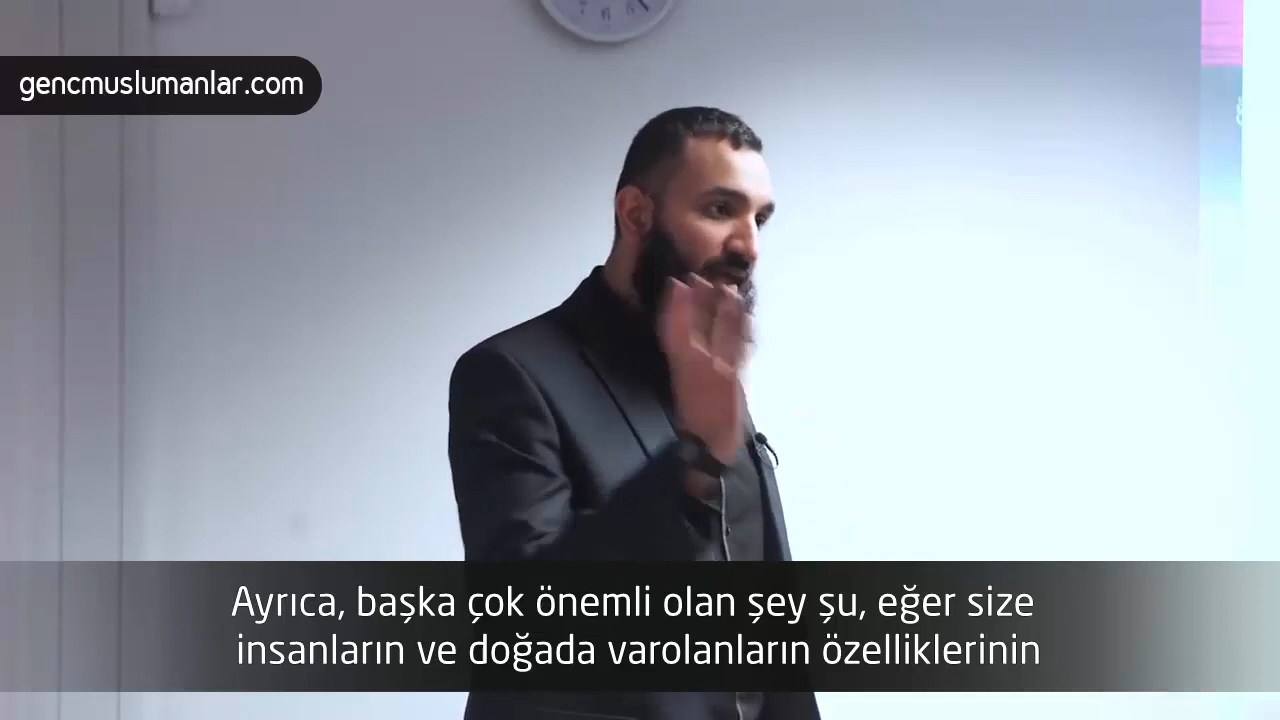 gencmuslumanlar.com
Ayrıca, başka çok önemli olan şey şu, eğer size
insanların ve doğada varolanların özelliklerinin